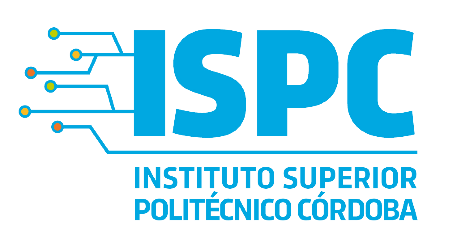 ISPC
INSTITUTO SUPERIOR
POLITÉCNICO CÓRDOBA